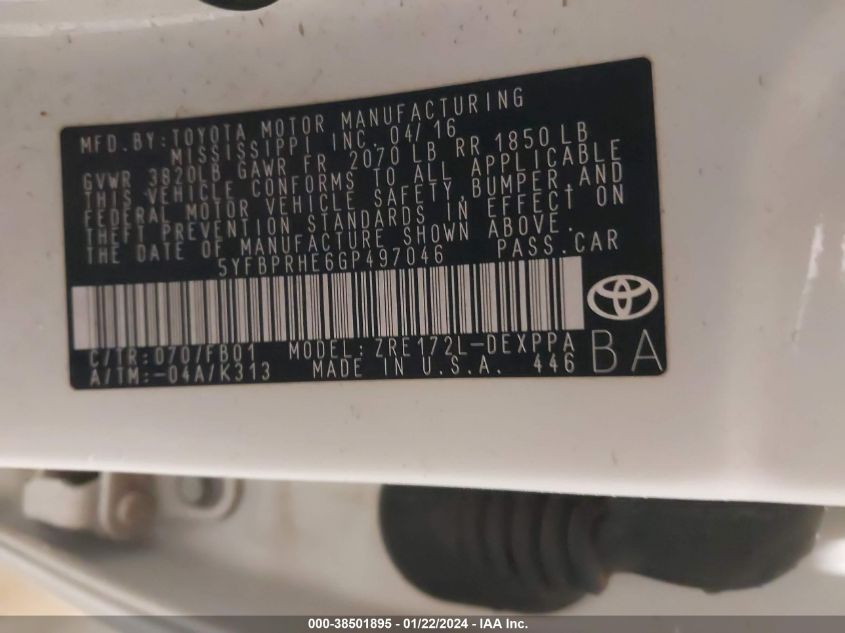 MFD.BY:TOYOTA MOTOR MANUFACTURING
MISSISSIPPI INC. 04/16
GVWR 3820LB GAWR FR 2070 LB RR 1850 LB
THIS VEHICLE CONFORMS TO ALL APPLICABLE
FEDERAL MOTOR VEHICLE SAFETY,BUMPER,AND
THEFT PREVENTION STANDARDS IN EFFECT ON
THE DATE OF MANUFACTURE SHOWN ABOVE.
5YFBPRHE6GP497046 PASS.CAR
C/TR:070/FB01 MODEL: ZRE172L-DEXPPA
A/TM:-04A/K313 MADE IN U.S.A. 446
BA
000-38501895 - 01/22/2024 - IAA Inc.